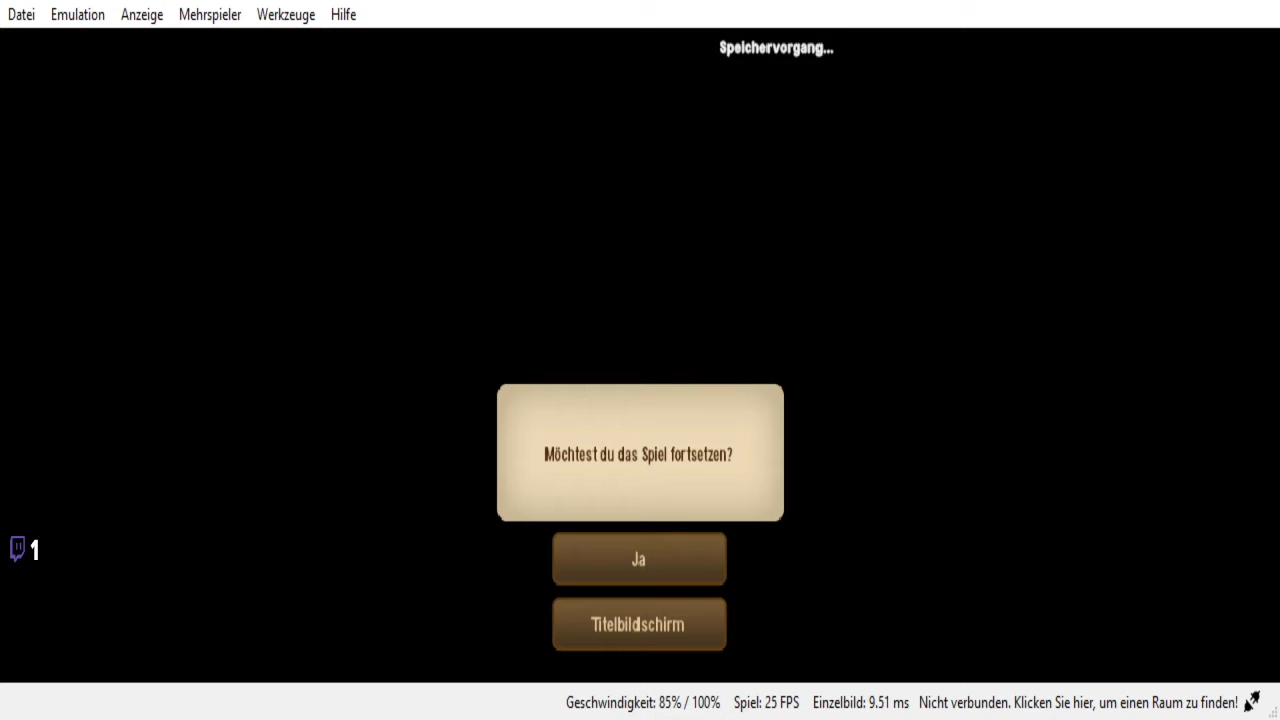 Datei Emulation Anzeige Mehrspieler Werkzeuge Hilfe
Speichervorgang...
Möchtest du das Spiel fortsetzen?
1
Ja
Titelbildschirm
Geschwindigkeit: 85% / 100% Spiel: 25 FPS Einzelbild: 9.51 ms Nicht verbunden. Klicken Sie hier, um einen Raum zu finden!